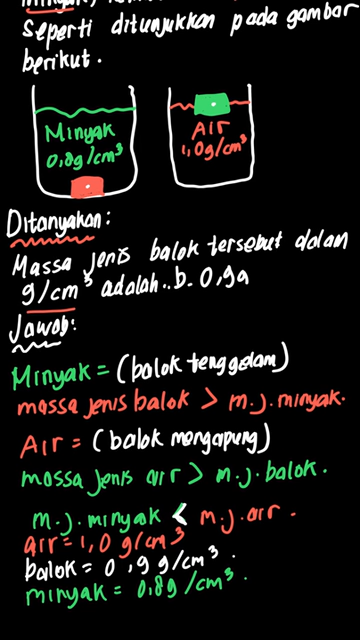 Seperti ditunjukkan pada gambar
berikut.
Minyak
0,8g/cm³
Air
1,0g/cm³
Ditanyakan:
Massa jenis balok tersebut dalam
g/cm³ adalah.. b. 0,9a
Jawab:
Minyak = (balok tenggelam)
massa jenis balok > m.j.minyak.
Air = (balok mengapung)
massa jenis air > m.j.balok.
m.j.minyak < m.j.air.
air = 1,0 g/cm³
balok = 0,9 g/cm³.
minyak = 0,8g/cm³.